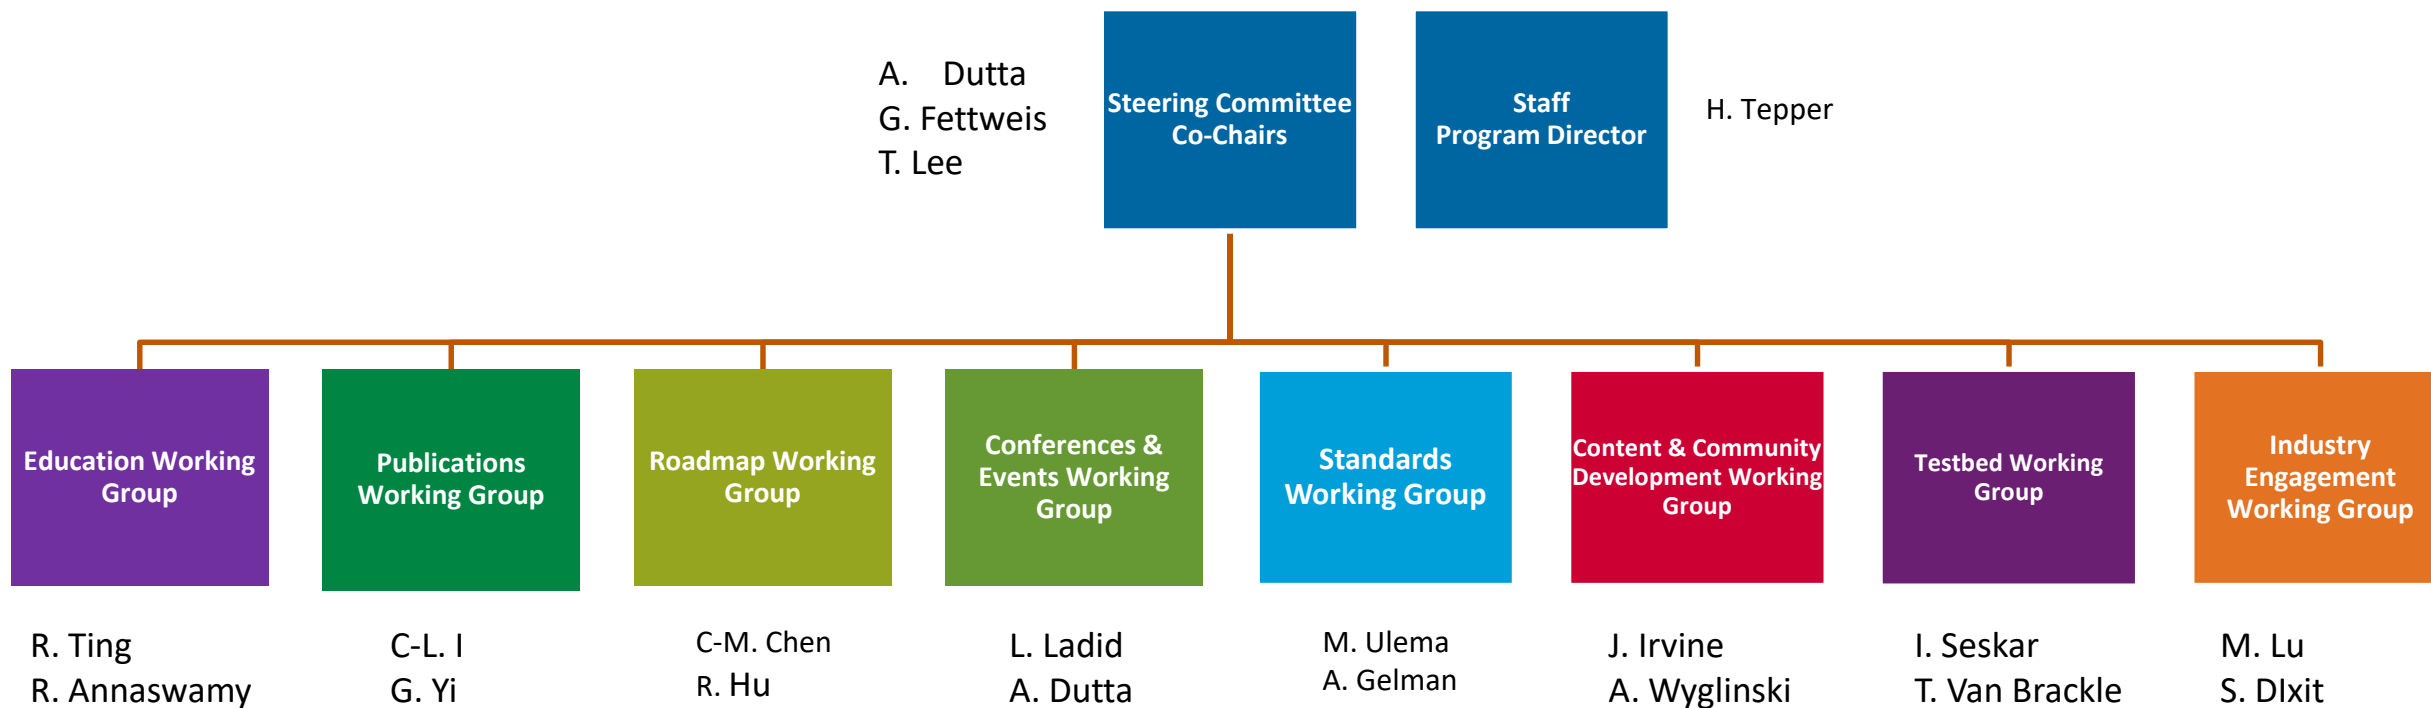 A. Dutta
G. Fettweis
T. Lee
Steering Committee
Co-Chairs
Staff
Program Director
H. Tepper
Education Working
Group
Publications
Working Group
Roadmap Working
Group
Conferences &
Events Working
Group
Standards
Working Group
Content & Community
Development Working
Group
Testbed Working
Group
Industry
Engagement
Working Group
R. Ting
R. Annaswamy
C-L. I
G. Yi
C-M. Chen
R. Hu
L. Ladid
A. Dutta
M. Ulema
A. Gelman
J. Irvine
A. Wyglinski
I. Seskar
T. Van Brackle
M. Lu
S. DIxit